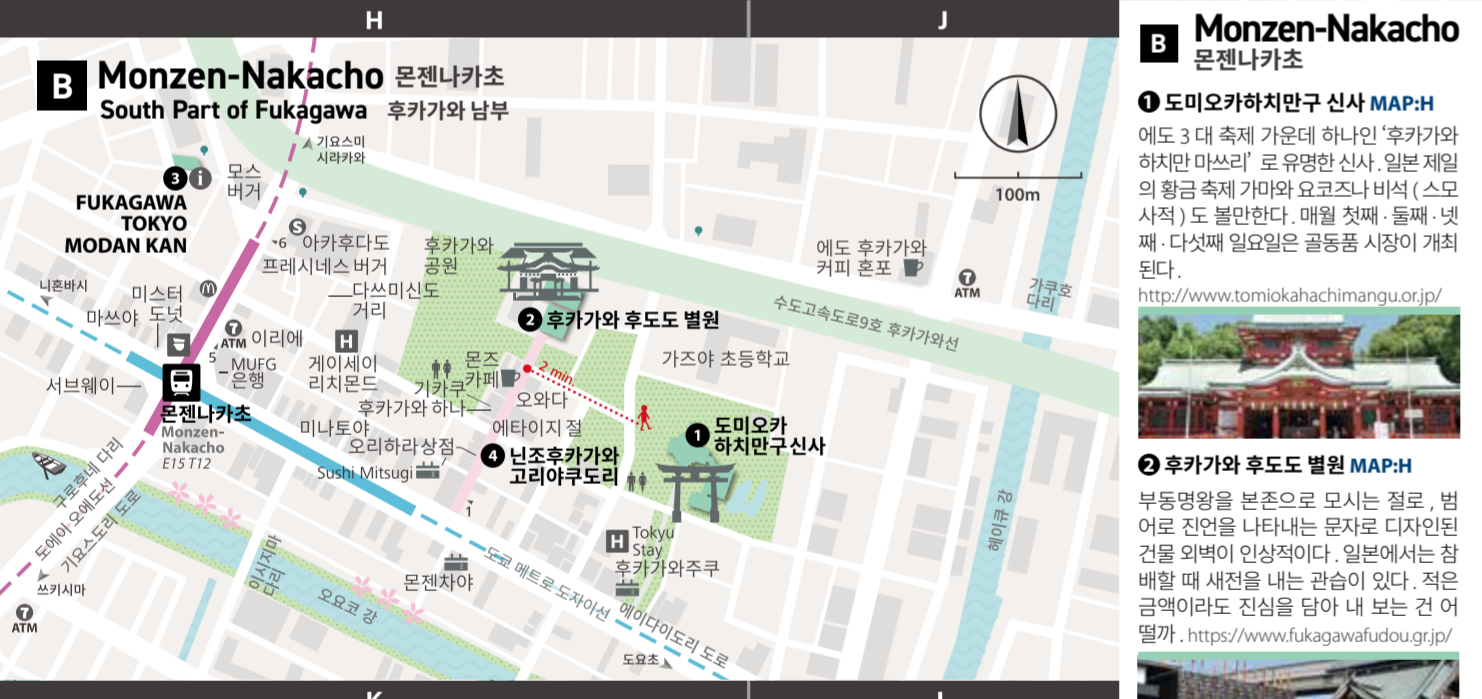 H
J
B
Monzen-Nakacho 몬젠나카초
South Part of Fukagawa 후카가와 남부
기요스미
시라카와
100m
3 i
모스
버거
FUKAGAWA
TOKYO
MODAN KAN
S
6 아카후다도
프레시네스 버거
다쓰미신도
거리
후카가와
공원
에도 후카가와
커피 혼포
7
ATM
가쿠호
다리
수도고속도로9호 후카가와선
니혼바시
마쓰야
미스터
도넛
M
7
ATM
이리에
5
MUFG
은행
H
게이세이
리치몬드
2 후카가와 후도도 별원
가즈야 초등학교
몬즈
카페
2 min
기카쿠
후카가와 하나
오와다
서브웨이
몬젠나카초
Monzen-
Nakacho
E15 T12
미나토야
오리하라상점
Sushi Mitsugi
에타이지 절
4 닌조후카가와
고리야쿠도리
1 도미오카
하치만구신사
1
구로후네 다리
도에이 오에도선
기요스도리 도로
쓰키시마
7
ATM
이시지마
다리
오요코 강
몬젠차야
도쿄 메트로 도자이선
에이다이도리 도로
도요초
H
Tokyu
Stay
후카가와주쿠
헤이큐 강
K
L
B
Monzen-Nakacho
몬젠나카초
1 도미오카하치만구 신사 MAP:H
에도 3 대 축제 가운데 하나인 ‘후카가와
하치만 마쓰리’ 로 유명한 신사 . 일본 제일
의 황금 축제 가마와 요코즈나 비석 ( 스모
사적 ) 도 볼만한다 . 매월 첫째 · 둘째 · 넷
째 · 다섯째 일요일은 골동품 시장이 개최
된다 .
http://www.tomiokahachimangu.or.jp/
2 후카가와 후도도 별원 MAP:H
부동명왕을 본존으로 모시는 절로 , 범
어로 진언을 나타내는 문자로 디자인된
건물 외벽이 인상적이다 . 일본에서는 참
배할 때 새전을 내는 관습이 있다 . 적은
금액이라도 진심을 담아 내 보는 건 어
떨까 . https://www.fukagawafudou.gr.jp/